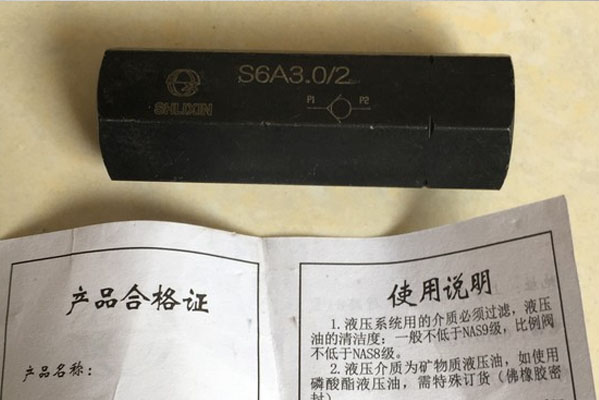 S6A3.0/2
SHLIXIN
P1 P2
产品合格证
产品名称：
使用说明
1.液压系统用的介质必须过滤，液压
油的清洁度：一般不低于NAS9级，比例阀
不低于NAS8级。
2.液压介质为矿物质液压油，如使用
磷酸酯液压油，需特殊订货（佛橡胶密
封）